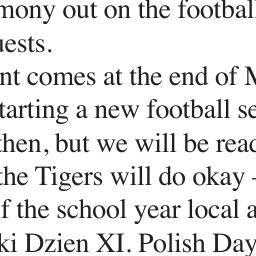 mony out on the football
uests.
nt comes at the end of M
tarting a new football se
then, but we will be read
the Tigers will do okay -
f the school year local a
ki Dzien XI. Polish Day